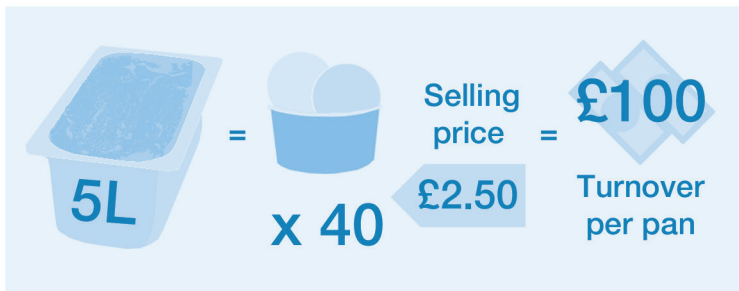 5L
=
x 40
Selling
price
£2.50
=
£100
Turnover
per pan